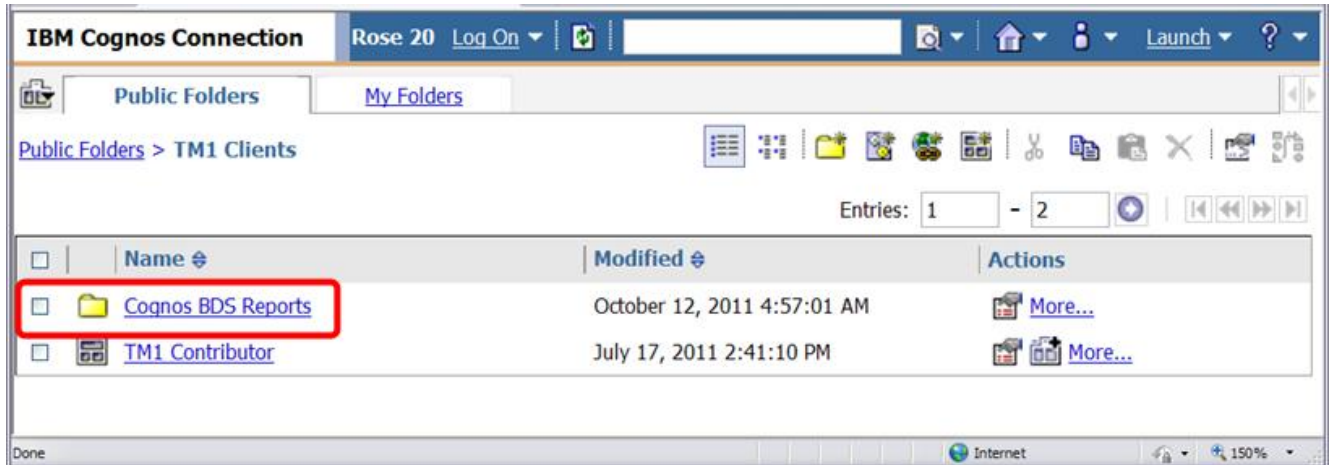 IBM Cognos Connection Rose 20 Log On Launch ?
Public Folders My Folders
Public Folders > TM1 Clients
Entries: 1 - 2
Name Modified Actions
Cognos BDS Reports October 12, 2011 4:57:01 AM More...
TM1 Contributor July 17, 2011 2:41:10 PM More...
Done Internet 150%